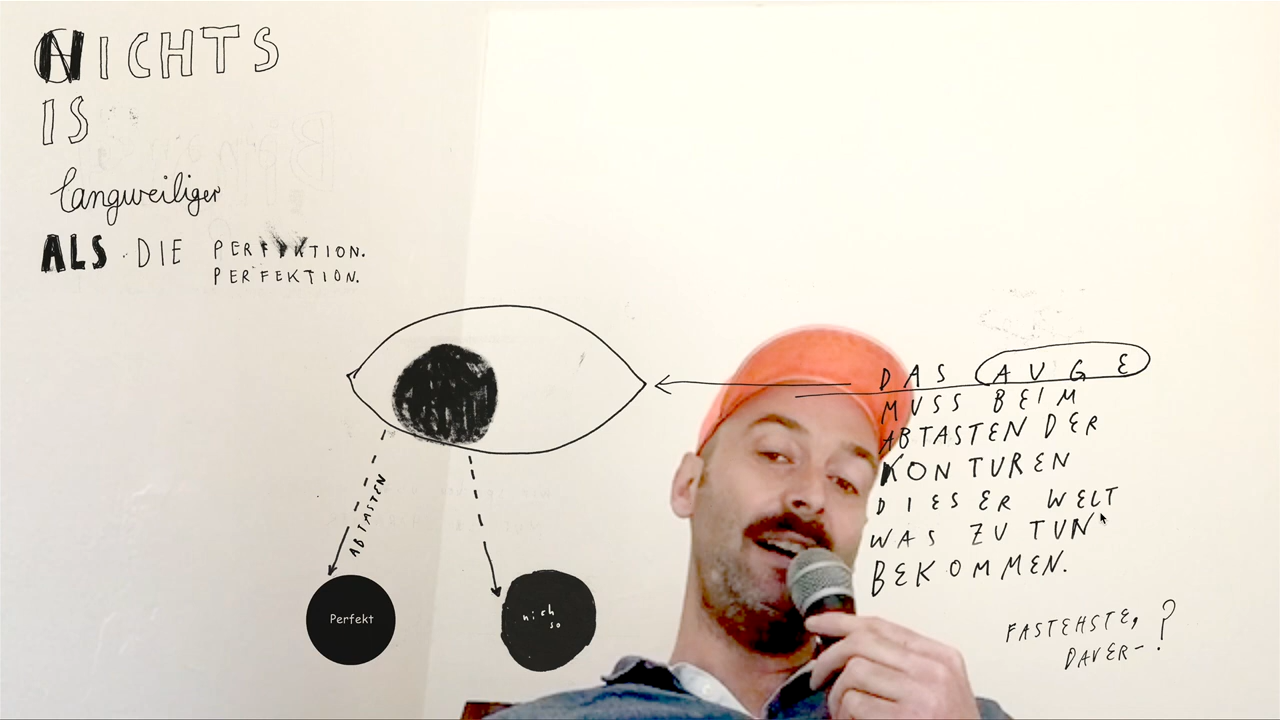 NICHTS
IS
langweiliger
ALS DIE PERFEKTION.
PERFEKTION.
DAS AUGE
MUSS BEIM
ABTASTEN DER
KONTUREN
DIESER WELT
WAS ZU TUN
BEKOMMEN.
ABTASTEN
Perfekt
nich
so
FASTEHSTE,
DAVER-?